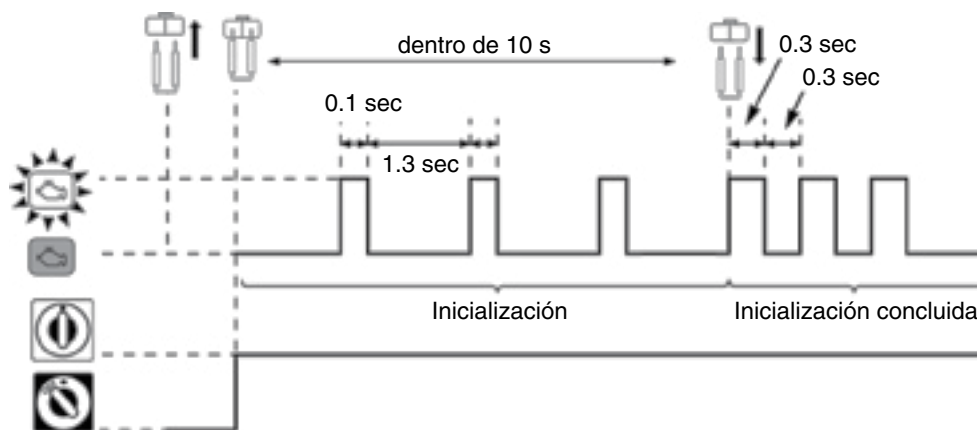 dentro de 10 s
0.3 sec
0.3 sec
0.1 sec
1.3 sec
Inicialización
Inicialización concluida